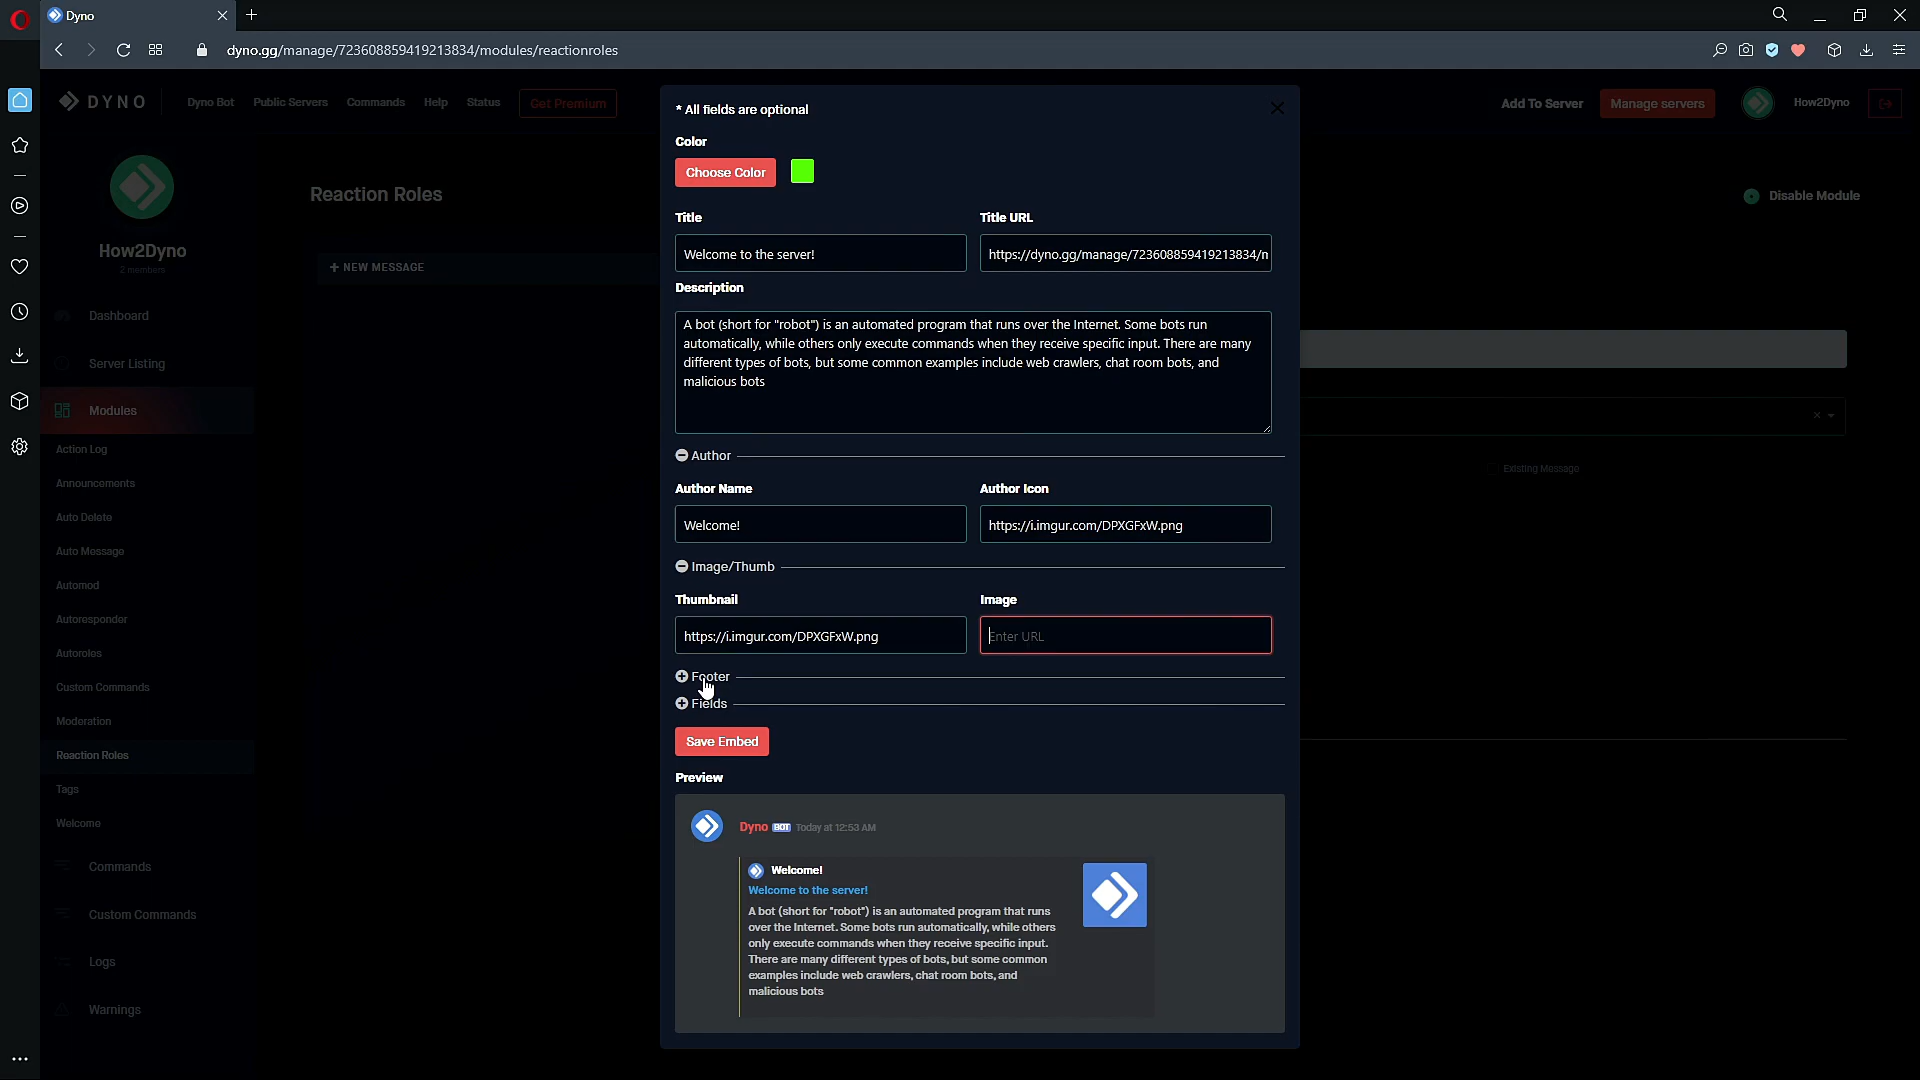 Dyno
dyno.gg/manage/723608859419213834/modules/reactionroles
DYNO
Dyno Bot
Public Servers
Commands
Help
Status
Get Premium
Add To Server
Manage servers
How2Dyno
How2Dyno
2 members
Dashboard
Server Listing
Modules
Action Log
Announcements
Auto Delete
Auto Message
Automod
Autoresponder
Autoroles
Custom Commands
Moderation
Reaction Roles
Tags
Welcome
Commands
Custom Commands
Logs
Warnings
Reaction Roles
Disable Module
+ NEW MESSAGE
Existing Message
* All fields are optional
Color
Choose Color
Title
Title URL
Welcome to the server!
https://dyno.gg/manage/723608859419213834/n
Description
A bot (short for "robot") is an automated program that runs over the Internet. Some bots run
automatically, while others only execute commands when they receive specific input. There are many
different types of bots, but some common examples include web crawlers, chat room bots, and
malicious bots
Author
Author Name
Author Icon
Welcome!
https://i.imgur.com/DPXGFxW.png
Image/Thumb
Thumbnail
Image
https://i.imgur.com/DPXGFxW.png
Enter URL
Footer
Fields
Save Embed
Preview
Dyno BOT Today at 12:53 AM
Welcome!
Welcome to the server!
A bot (short for "robot") is an automated program that runs
over the Internet. Some bots run automatically, while others
only execute commands when they receive specific input.
There are many different types of bots, but some common
examples include web crawlers, chat room bots, and
malicious bots